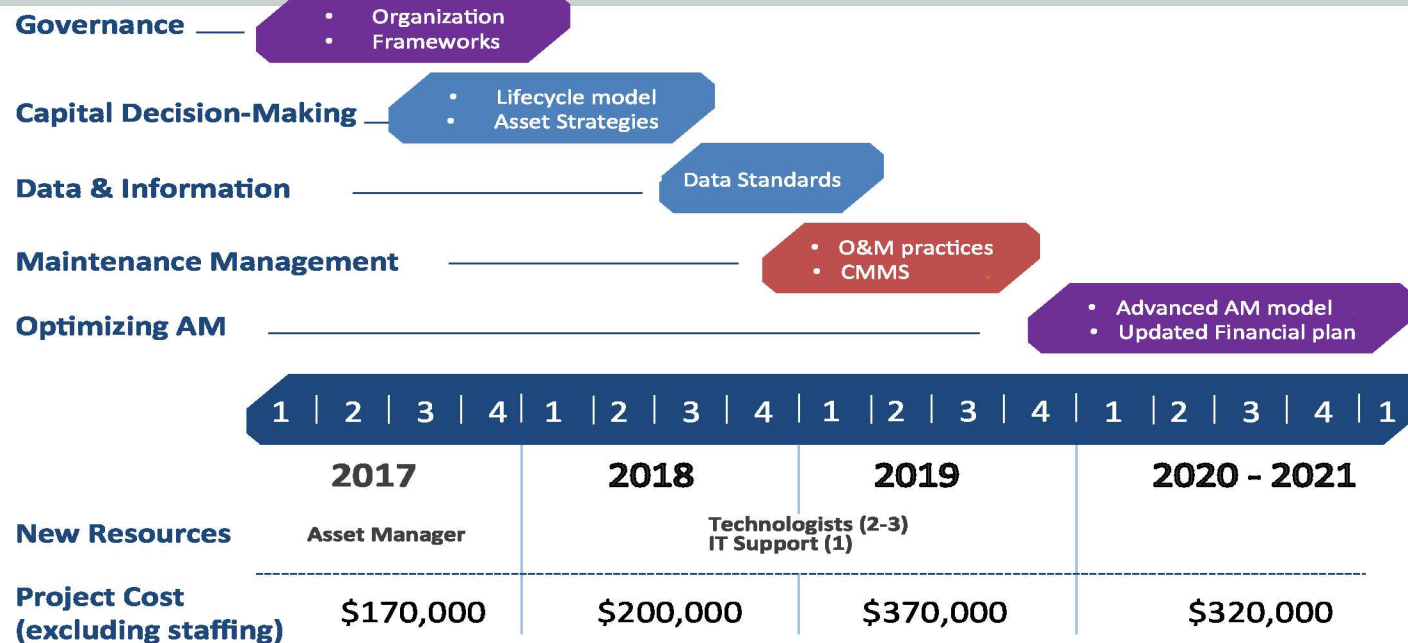 Governance
• Organization
• Frameworks
Capital Decision-Making
• Lifecycle model
• Asset Strategies
Data & Information
Data Standards
Maintenance Management
• O&M practices
• CMMS
Optimizing AM
• Advanced AM model
• Updated Financial plan
1 | 2 | 3 | 4 | 1 | 2 | 3 | 4 | 1 | 2 | 3 | 4 | 1 | 2 | 3 | 4 | 1
2017 2018 2019 2020 - 2021
New Resources
Asset Manager
Technologists (2-3)
IT Support (1)
Project Cost
(excluding staffing)
$170,000 $200,000 $370,000 $320,000